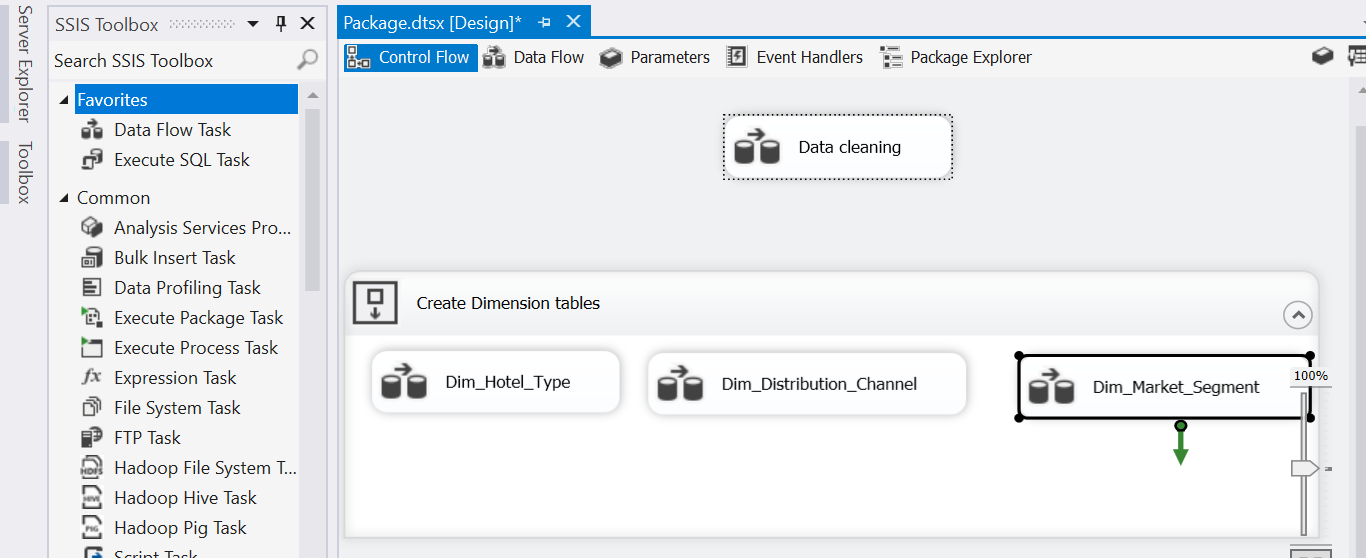 Server Explorer
Toolbox
SSIS Toolbox
Search SSIS Toolbox
Favorites
Data Flow Task
Execute SQL Task
Common
Analysis Services Pro...
Bulk Insert Task
Data Profiling Task
Execute Package Task
Execute Process Task
Expression Task
File System Task
FTP Task
Hadoop File System T...
Hadoop Hive Task
Hadoop Pig Task
Script Task
Package.dtsx [Design]*
Control Flow
Data Flow
Parameters
Event Handlers
Package Explorer
Data cleaning
Create Dimension tables
Dim_Hotel_Type
Dim_Distribution_Channel
Dim_Market_Segment
100%